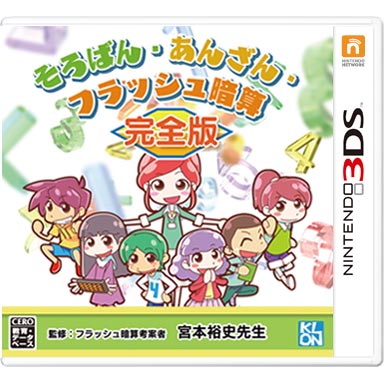 そろばん・あんざん・
フラッシュ暗算
完全版
4
4
CERO
教育・データベース
監修：フラッシュ暗算考案者 宮本裕史先生
KLON
NINTENDO NETWORK
NINTENDO 3DS